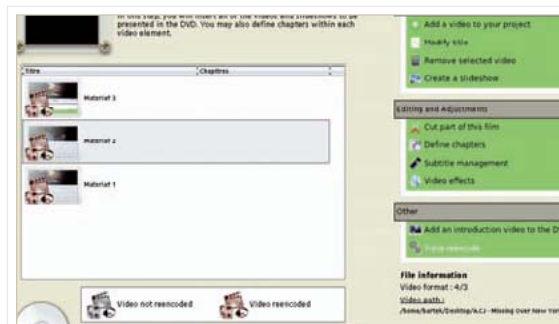 In this step, you will insert all of the videos and slideshows to be
presented in the DVD. You may also define chapters within each
video element.
Titre Chapitres
Material 3
Material 2
Material 1
Video not reencoded Video reencoded
Add a video to your project
Modify title
Remove selected video
Create a slideshow
Editing and Adjustments
Cut part of this film
Define chapters
Subtitle management
Video effects
Other
Add an introduction video to the D
Force reencode
File information
Video format : 4/3
Video path :
/home/bartek/Desktop/A.CJ - Missing Over New Yor